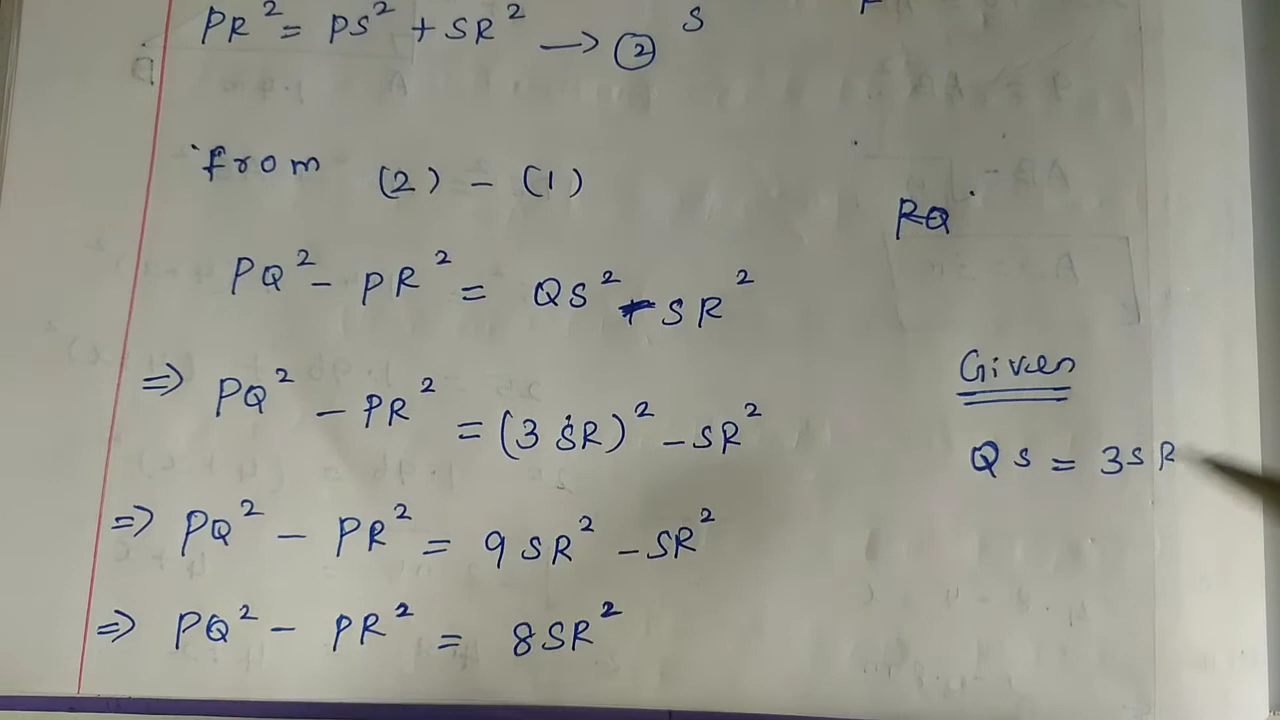 PR² = PS² + SR² → ②
S
from (2) - (1)
RQ
PQ² - PR² = QS² - SR²
⇒ PQ² - PR² = (3 SR)² - SR²
Given
QS = 3SR
⇒ PQ² - PR² = 9SR² - SR²
⇒ PQ² - PR² = 8SR²